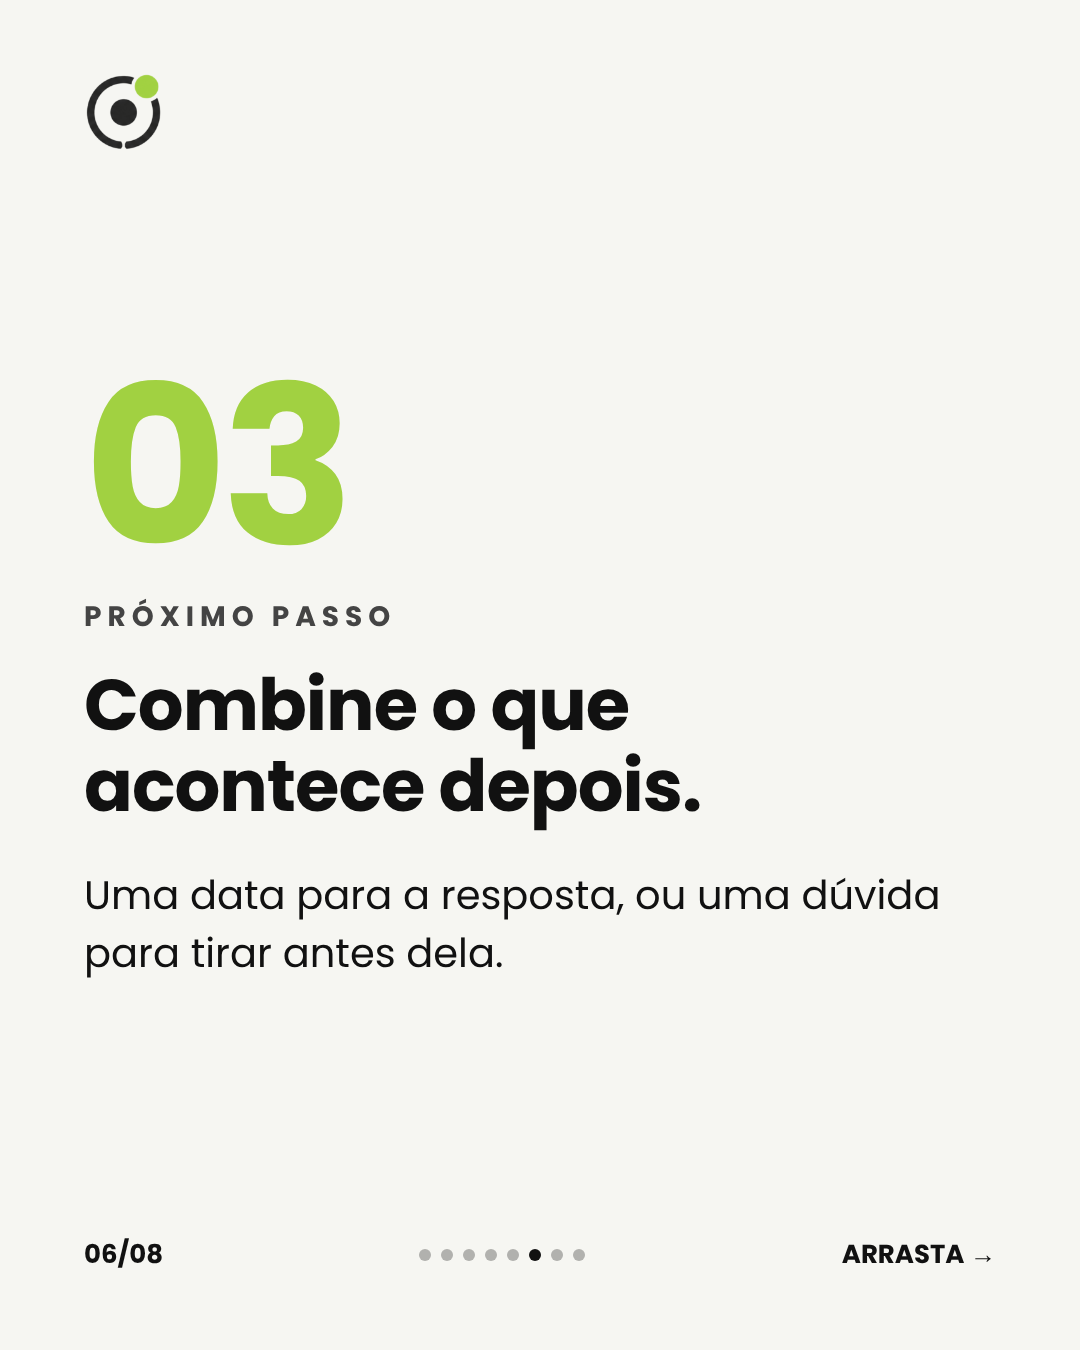 03
PRÓXIMO PASSO
Combine o que
acontece depois.
Uma data para a resposta, ou uma dúvida
para tirar antes dela.
06/08
ARRASTA →